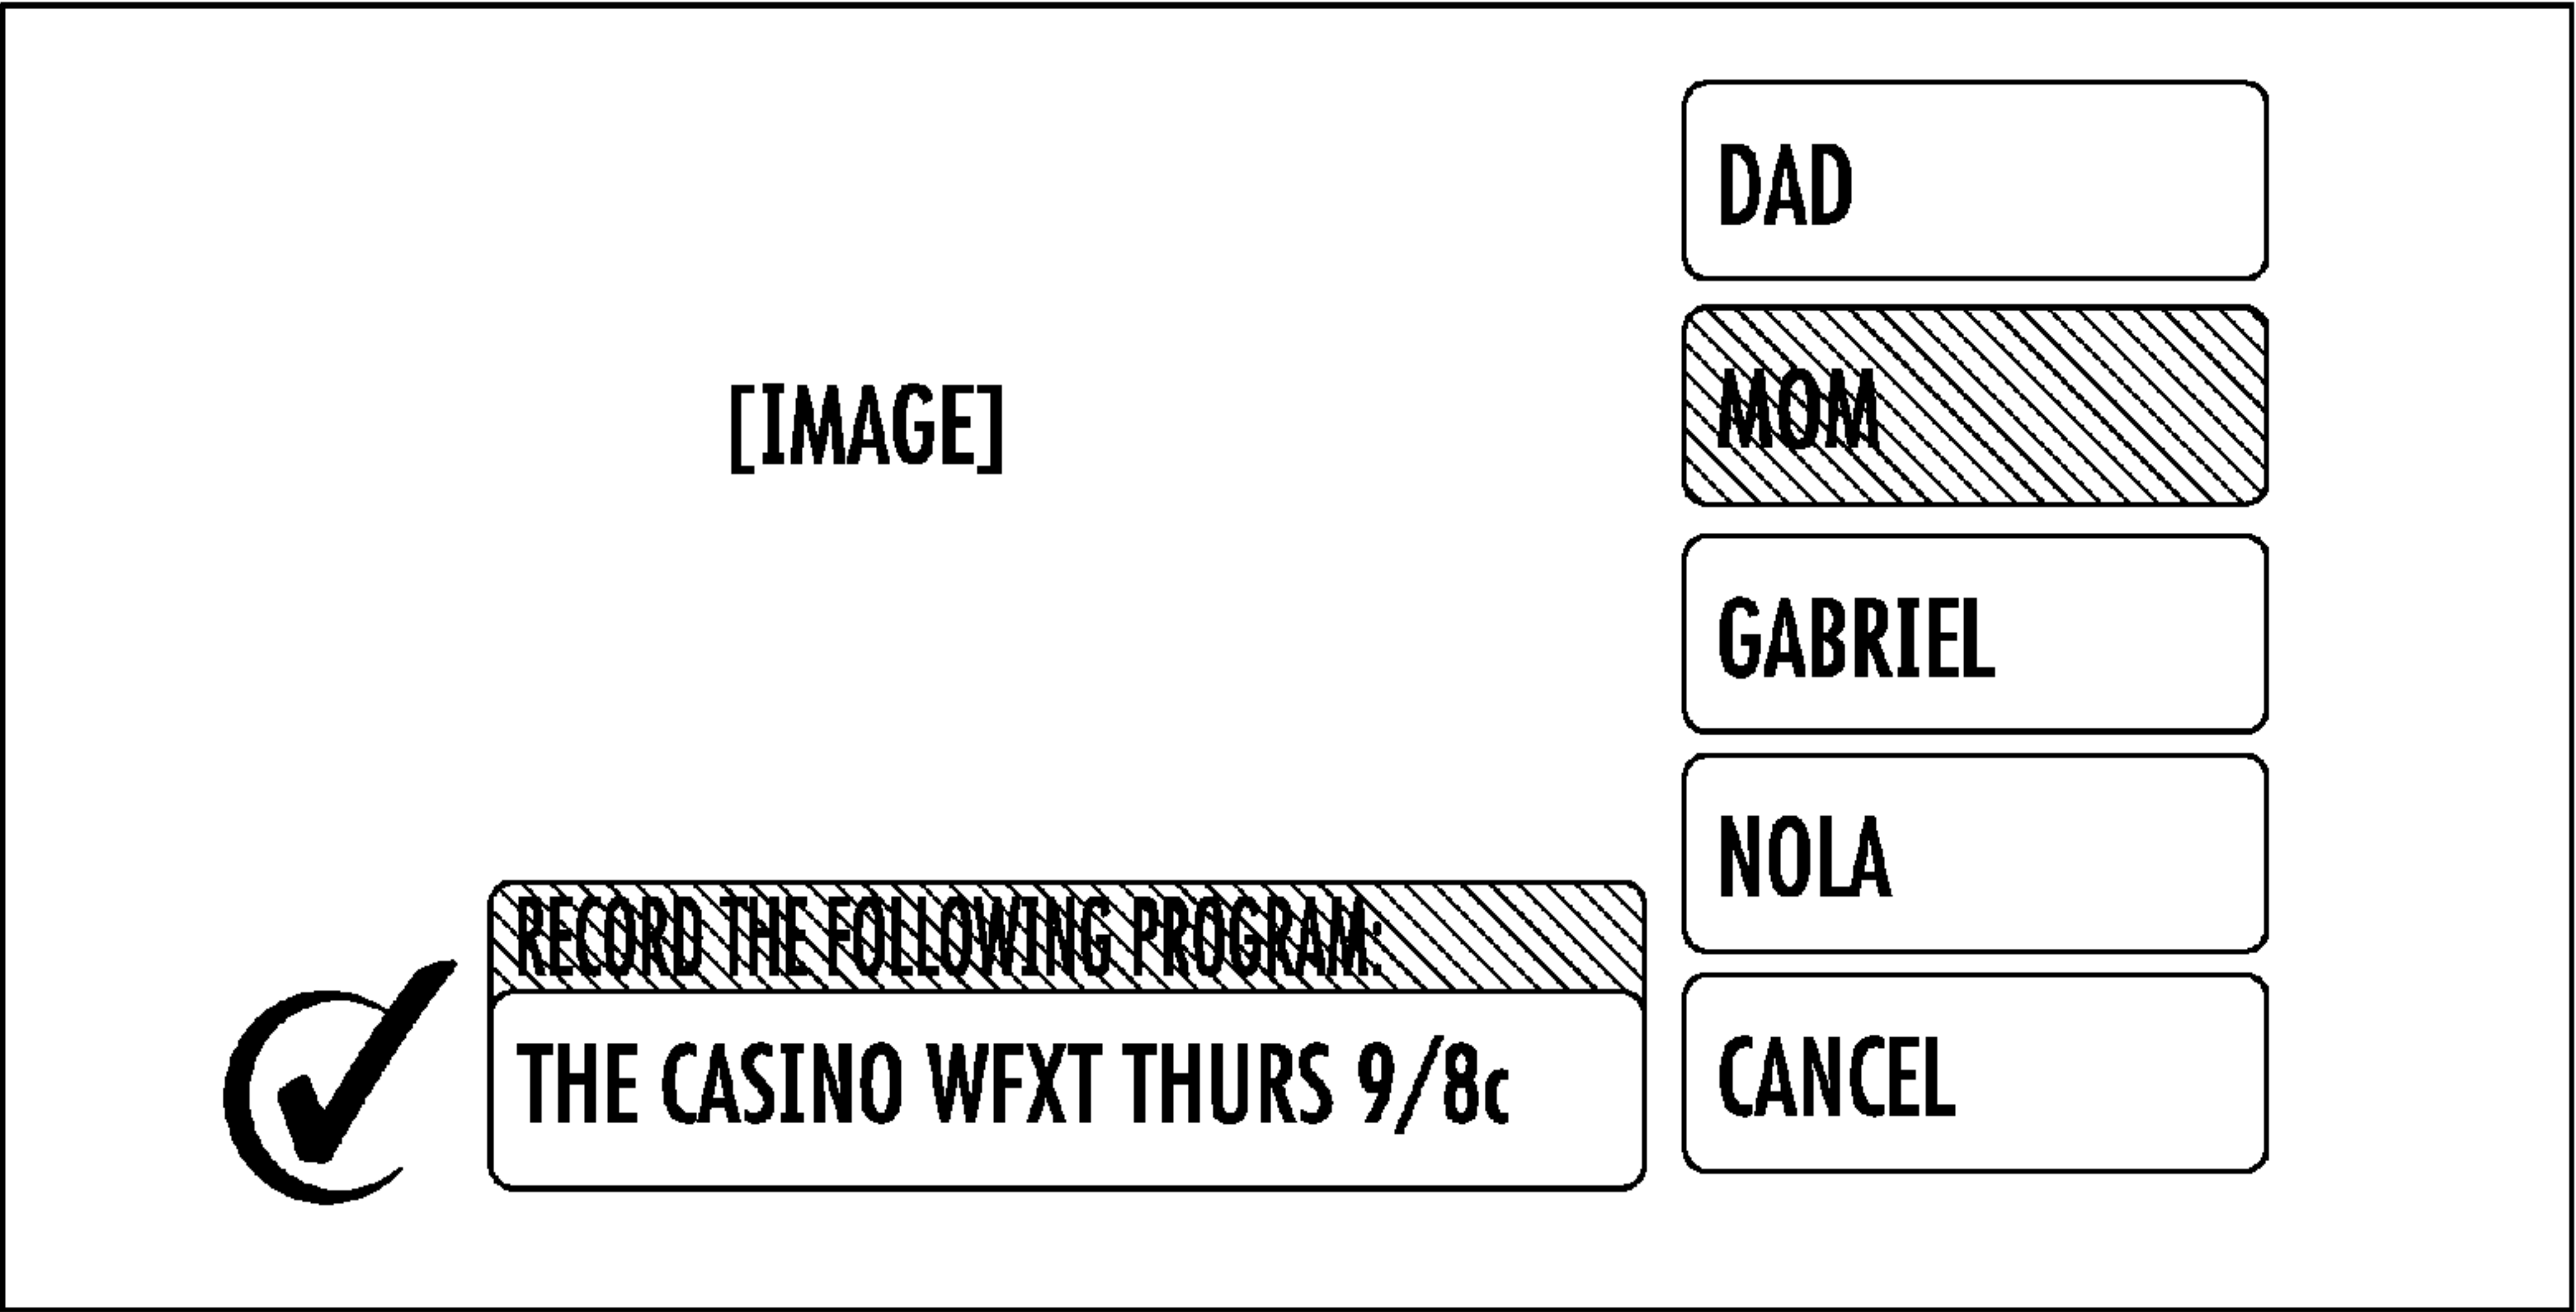 [IMAGE]
RECORD THE FOLLOWING PROGRAM:
THE CASINO WFXT THURS 9/8c
DAD
MOM
GABRIEL
NOLA
CANCEL